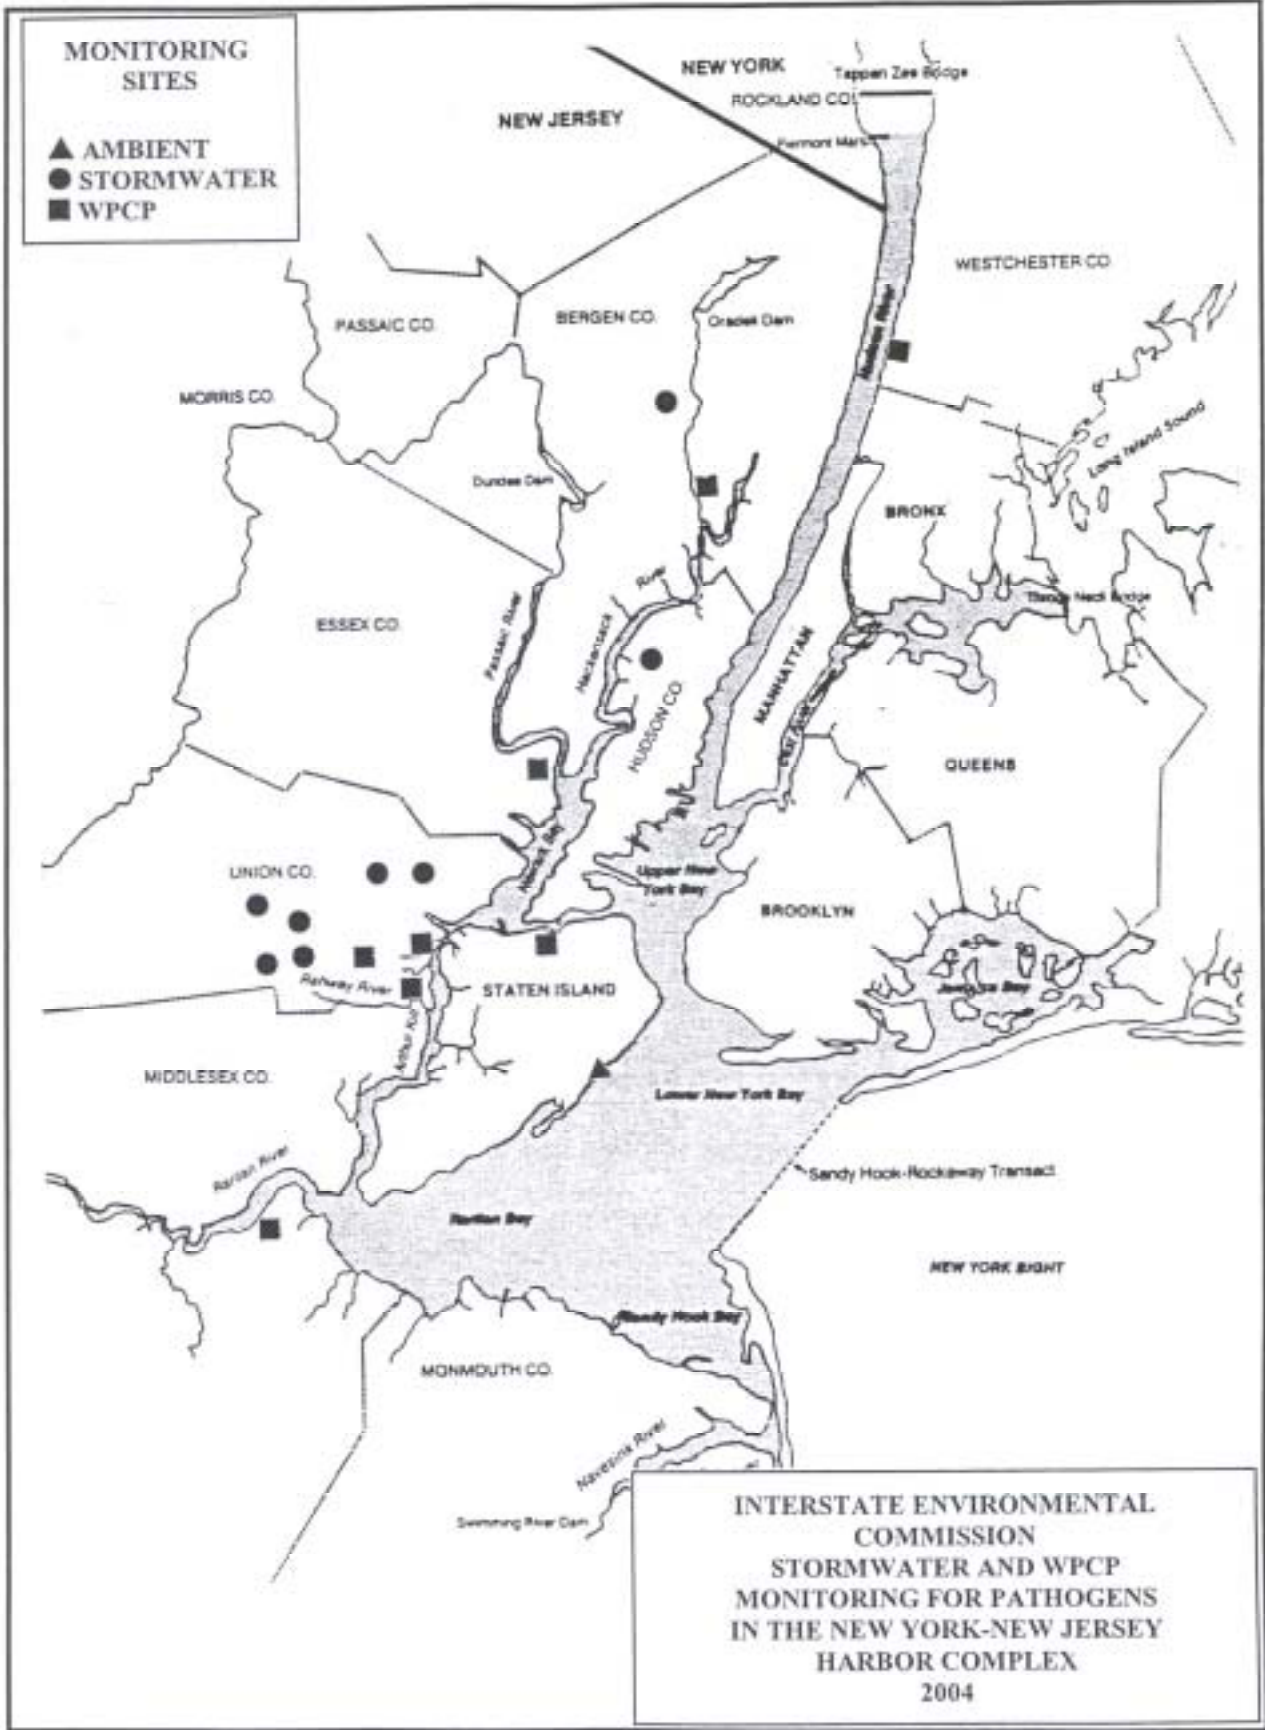 MONITORING
SITES
AMBIENT
STORMWATER
WPCP
NEW YORK
Tappan Zee Bridge
ROCKLAND CO.
NEW JERSEY
Piermont Mars
WESTCHESTER CO.
PASSAIC CO.
BERGEN CO.
Oradell Dam
Hudson River
MORRIS CO.
Long Island Sound
Dundee Dam
BRONX
Throgs Neck Bridge
ESSEX CO.
Passaic River
Hackensack
River
MANHATTAN
HUDSON CO.
QUEENS
UNION CO.
Newark Bay
Upper New
York Bay
BROOKLYN
Rahway River
STATEN ISLAND
Jamaica Bay
Arthur Kill
MIDDLESEX CO.
Lower New York Bay
Raritan River
Sandy Hook-Rockaway Transact
Raritan Bay
NEW YORK BIGHT
Sandy Hook Bay
MONMOUTH CO.
Navesink River
Swimming River Dam
INTERSTATE ENVIRONMENTAL
COMMISSION
STORMWATER AND WPCP
MONITORING FOR PATHOGENS
IN THE NEW YORK-NEW JERSEY
HARBOR COMPLEX
2004